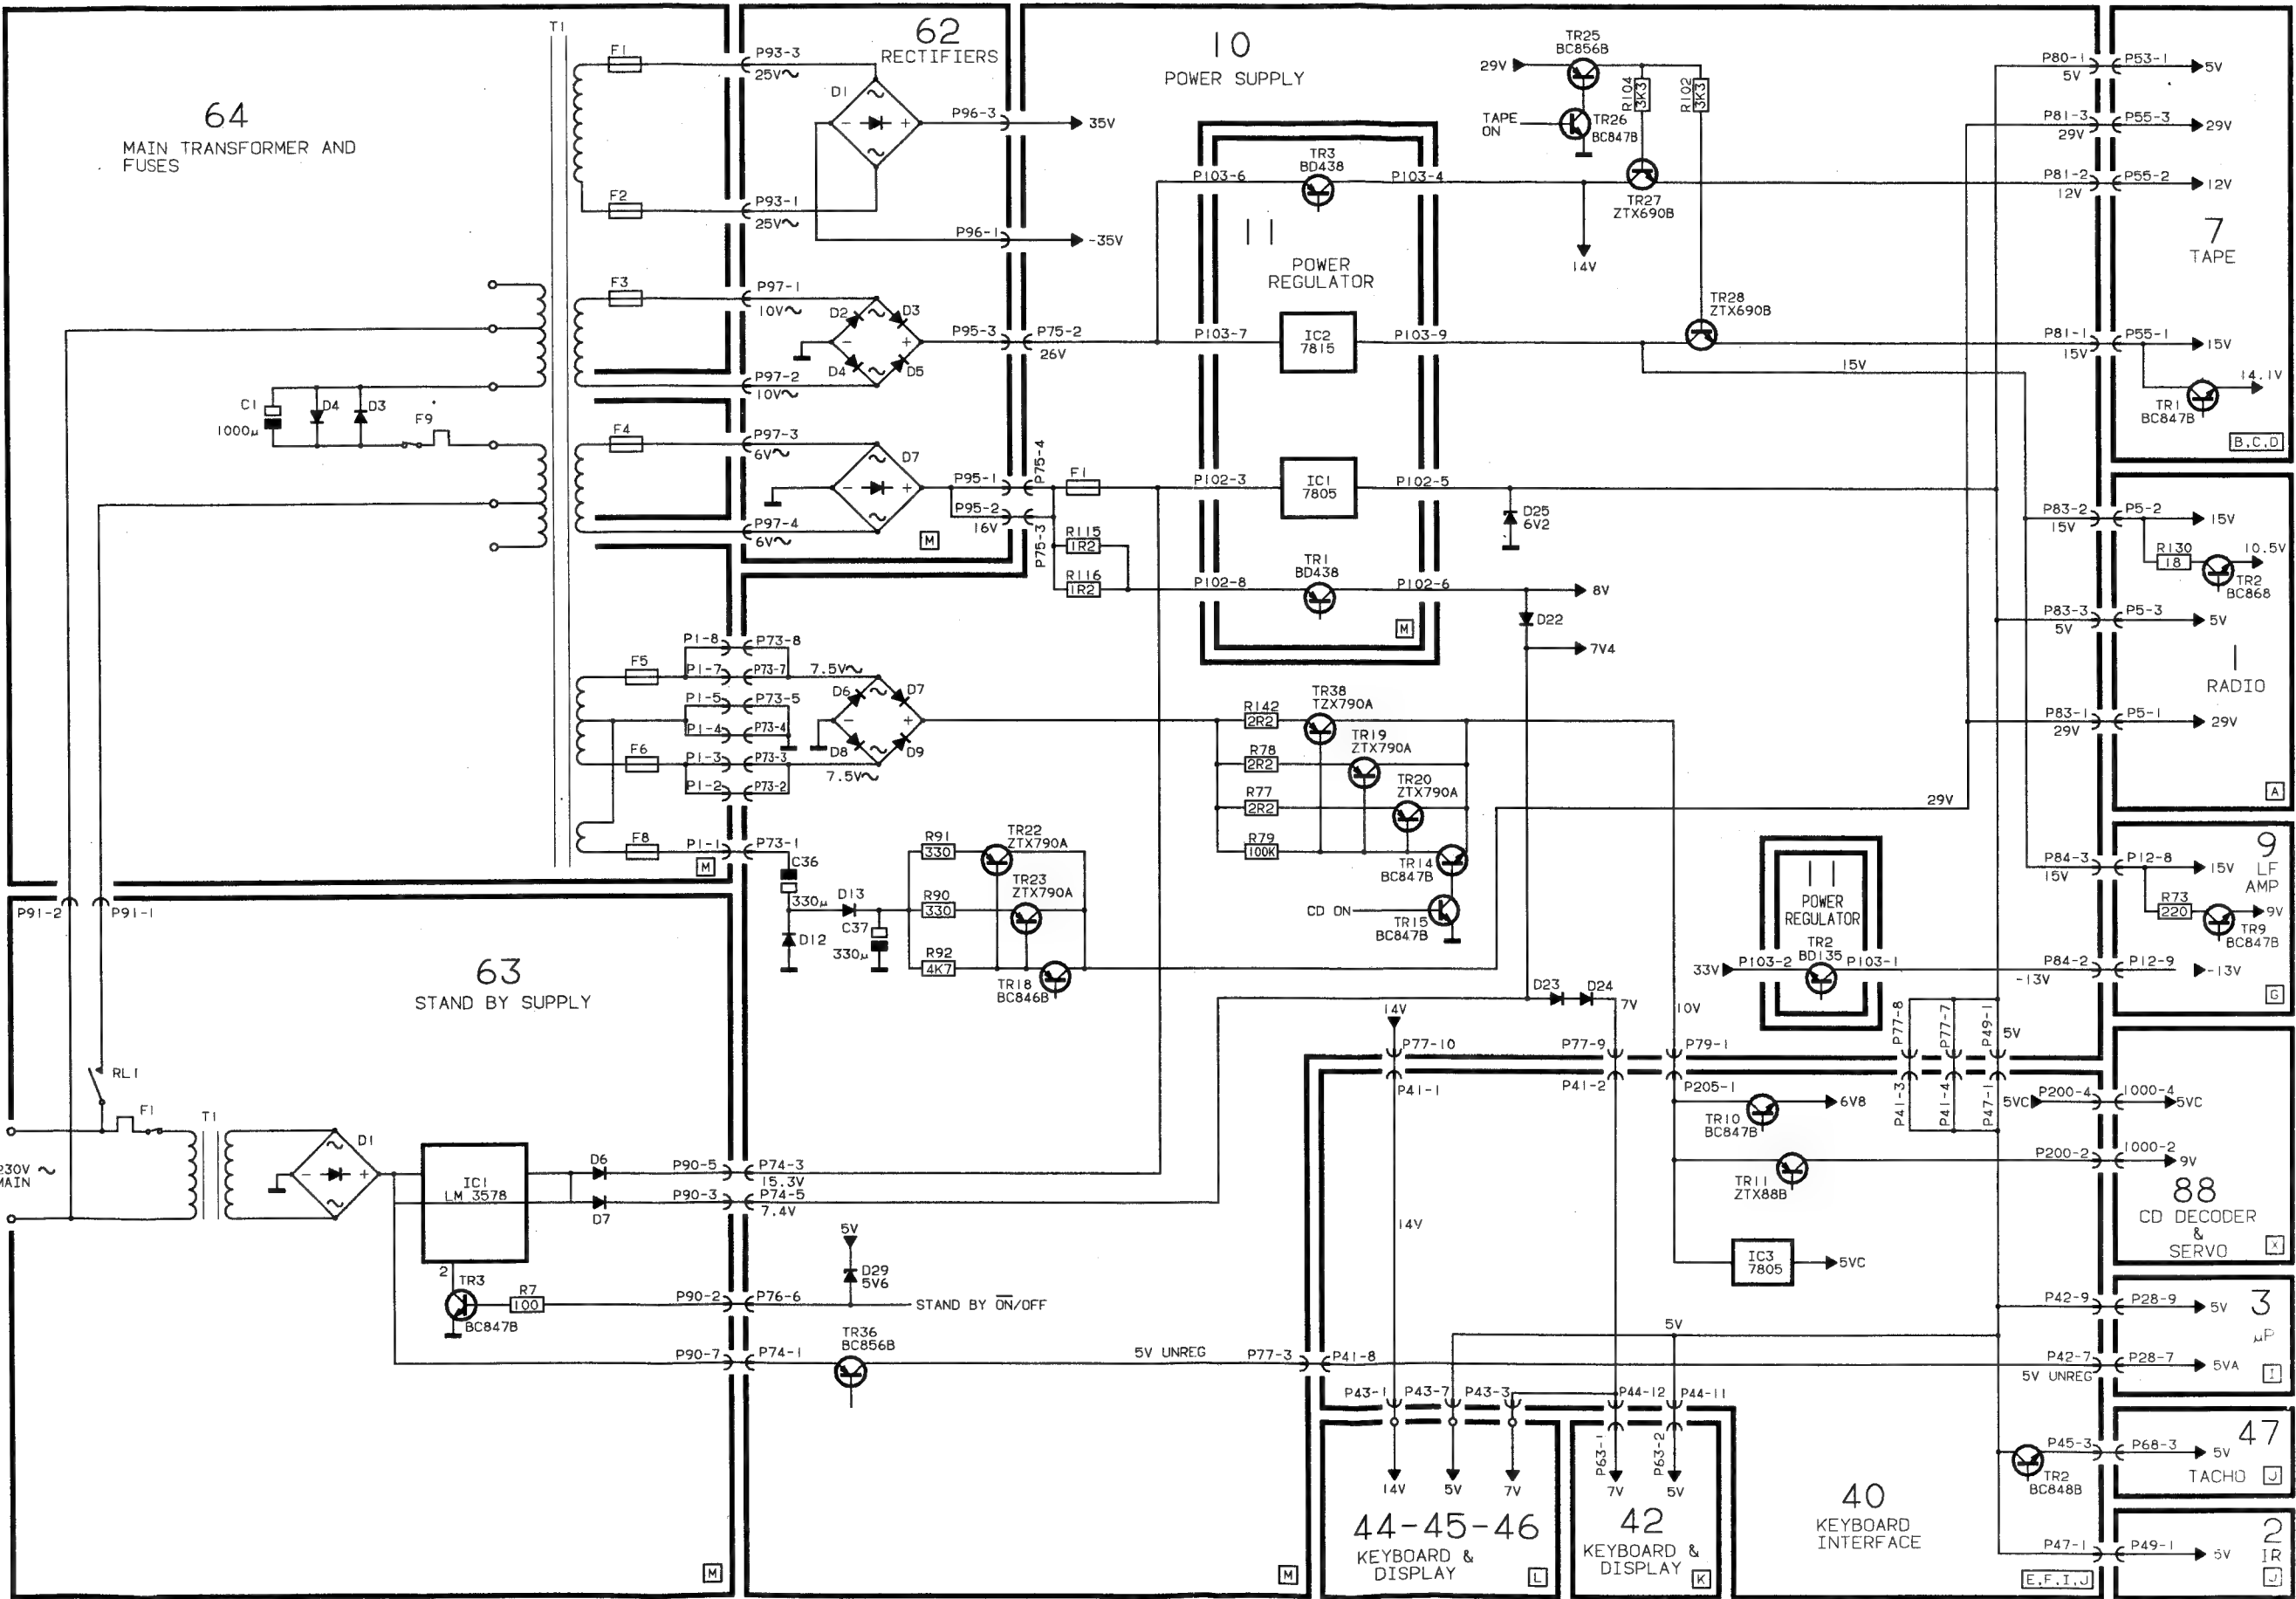 64
MAIN TRANSFORMER AND
FUSES
T1
F1
F2
F3
F4
F5
F6
F8
C1
1000µ
D4
D3
F9
P1-8
P1-7
P1-5
P1-4
P1-3
P1-2
P1-1
M
62
RECTIFIERS
P93-3
25V~
D1
~
-
+
~
P96-3
35V
P93-1
25V~
P96-1
-35V
P97-1
10V~
D2
D3
~
-
+
~
D4
D5
P95-3
P75-2
26V
P97-2
10V~
P97-3
6V~
D7
~
-
+
~
P95-1
P95-2
16V
P75-4
P75-3
P97-4
6V~
M
10
POWER SUPPLY
TR25
BC856B
29V
TAPE
ON
TR26
BC847B
R104
3K3
R102
3K3
TR27
ZTX690B
14V
TR28
ZTX690B
15V
P103-6
TR3
BD438
P103-4
11
POWER
REGULATOR
P103-7
IC2
7815
P103-9
F1
P102-3
IC1
7805
P102-5
D25
6V2
R115
1R2
R116
1R2
P102-8
TR1
BD438
P102-6
M
8V
D22
7V4
P73-8
P73-7
P73-5
P73-4
P73-3
P73-2
P73-1
7.5V~
D6
D7
~
-
+
~
D8
D9
7.5V~
R142
2R2
TR38
TZX790A
R78
2R2
TR19
ZTX790A
R77
2R2
TR20
ZTX790A
R79
100K
TR14
BC847B
CD ON
TR15
BC847B
29V
C36
330µ
D13
D12
C37
330µ
R91
330
TR22
ZTX790A
R90
330
TR23
ZTX790A
R92
4K7
TR18
BC846B
11
POWER
REGULATOR
TR2
BD135
33V
P103-2
P103-1
-13V
D23
D24
7V
10V
14V
P77-10
P77-9
P79-1
P77-8
P77-7
P49-1
5V
P80-1
5V
P81-3
29V
P81-2
12V
P81-1
15V
P83-2
15V
P83-3
5V
P83-1
29V
P84-3
15V
P84-2
P53-1
5V
P55-3
29V
P55-2
12V
7
TAPE
P55-1
15V
14.1V
TR1
BC847B
B,C,D
P5-2
15V
R130
18
10.5V
TR2
BC868
P5-3
5V
1
RADIO
P5-1
29V
A
9
LF
AMP
P12-8
15V
R73
220
9V
TR9
BC847B
P12-9
-13V
G
P91-2
P91-1
63
STAND BY SUPPLY
RL1
F1
T1
230V ~
MAIN
D1
~
-
+
~
IC1
LM 3578
2
TR3
BC847B
R7
100
D6
D7
P90-5
P74-3
15.3V
P90-3
P74-5
7.4V
P90-2
P76-6
P90-7
P74-1
M
5V
D29
5V6
STAND BY ON/OFF
TR36
BC856B
5V UNREG
P77-3
P41-8
M
P41-1
P41-2
P205-1
P41-3
P41-4
P47-1
TR10
BC847B
6V8
TR11
ZTX88B
IC3
7805
5VC
14V
5V
5VC
P200-4
P200-2
P42-9
P42-7
5V UNREG
P43-1
P43-7
P43-3
P44-12
P44-11
P63-1
P63-2
14V
5V
7V
7V
5V
44-45-46
KEYBOARD &
DISPLAY
L
42
KEYBOARD &
DISPLAY
K
40
KEYBOARD
INTERFACE
E,F,I,J
TR2
BC848B
P45-3
P47-1
1000-4
5VC
1000-2
9V
88
CD DECODER
&
SERVO
X
P28-9
5V
3
µP
P28-7
5VA
I
P68-3
5V
47
TACHO
J
P49-1
5V
2
IR
J